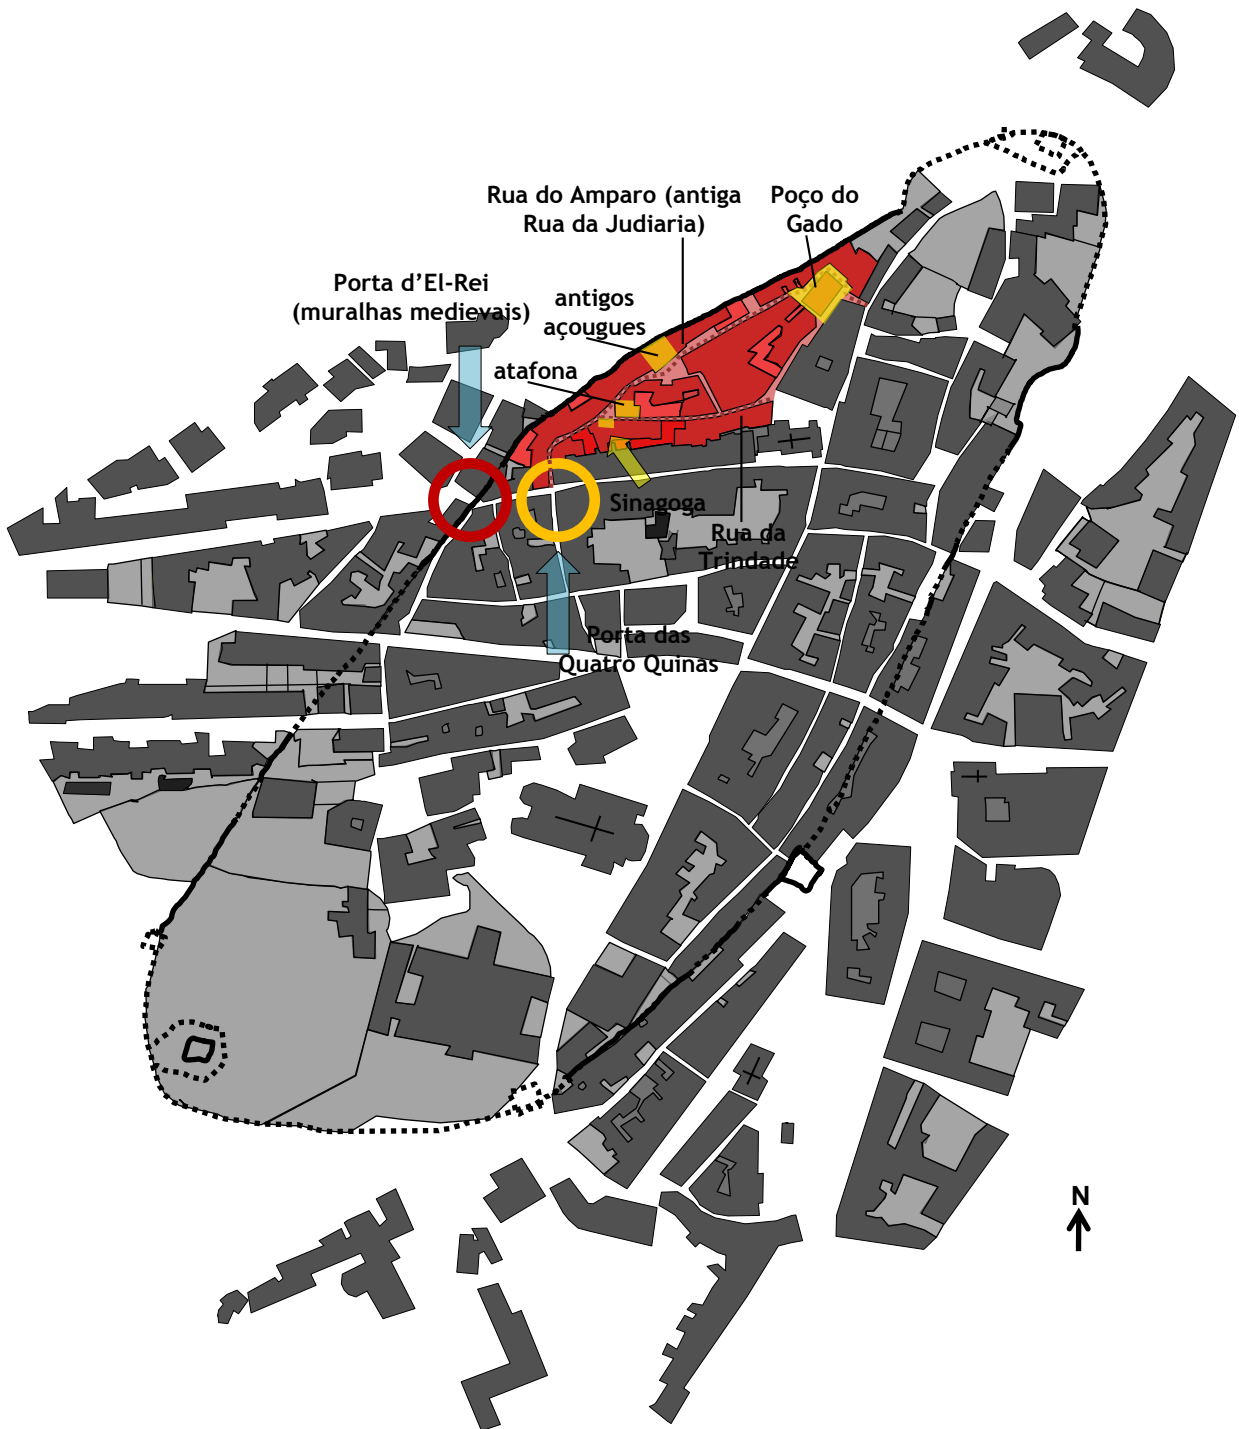 Rua do Amparo (antiga
Rua da Judiaria)
Poço do
Gado
Porta d’El-Rei
(muralhas medievais)
antigos
açougues
atafona
Sinagoga
Rua da
Trindade
Porta das
Quatro Quinas
N